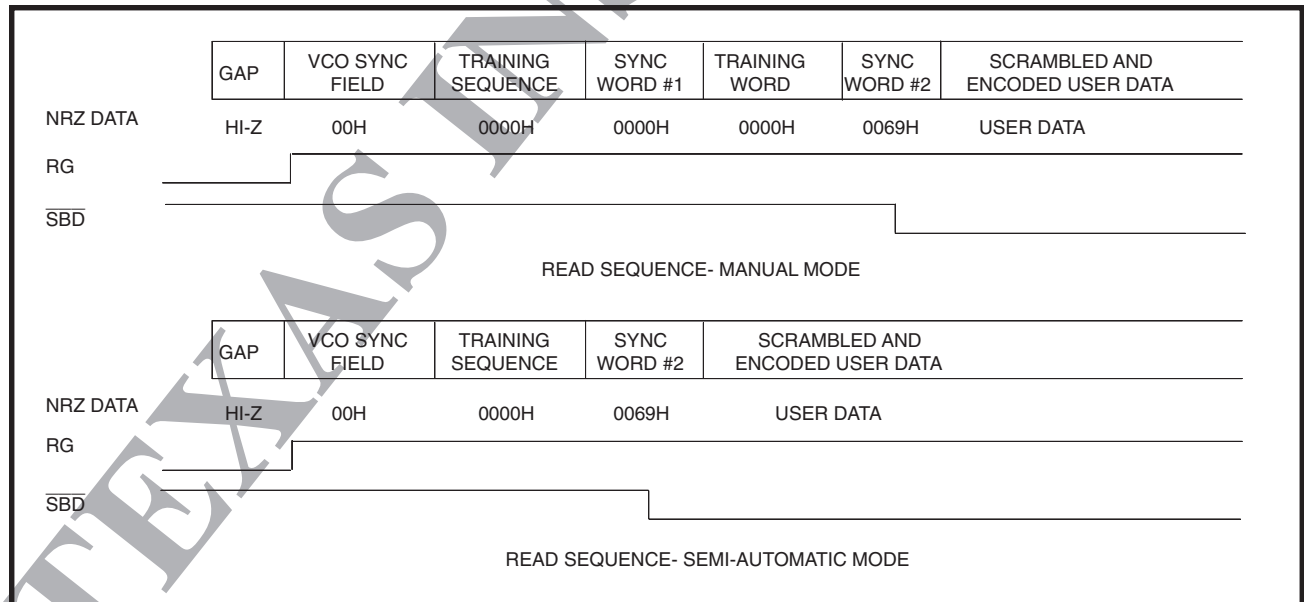 GAP VCO SYNC FIELD TRAINING SEQUENCE SYNC WORD #1 TRAINING WORD SYNC WORD #2 SCRAMBLED AND ENCODED USER DATA
NRZ DATA HI-Z 00H 0000H 0000H 0000H 0069H USER DATA
RG
SBD
READ SEQUENCE- MANUAL MODE
GAP VCO SYNC FIELD TRAINING SEQUENCE SYNC WORD #2 SCRAMBLED AND ENCODED USER DATA
NRZ DATA HI-Z 00H 0000H 0069H USER DATA
RG
SBD
READ SEQUENCE- SEMI-AUTOMATIC MODE
TEXAS IN